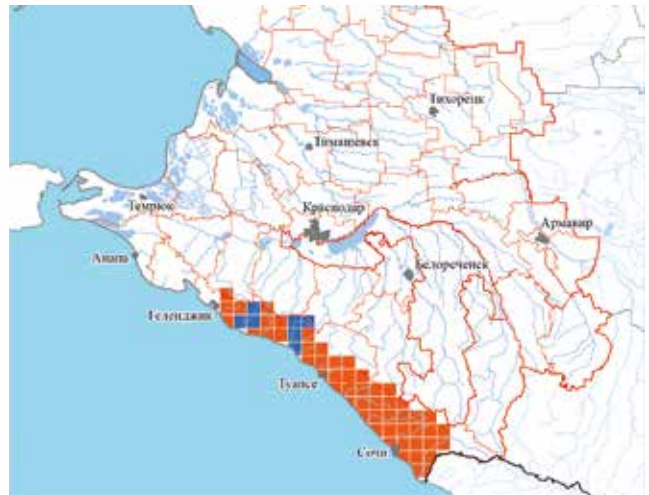 Тихорецк
Тимашевск
Темрюк
Краснодар
Армавир
Анапа
Белореченск
Геленджик
Туапсе
Сочи